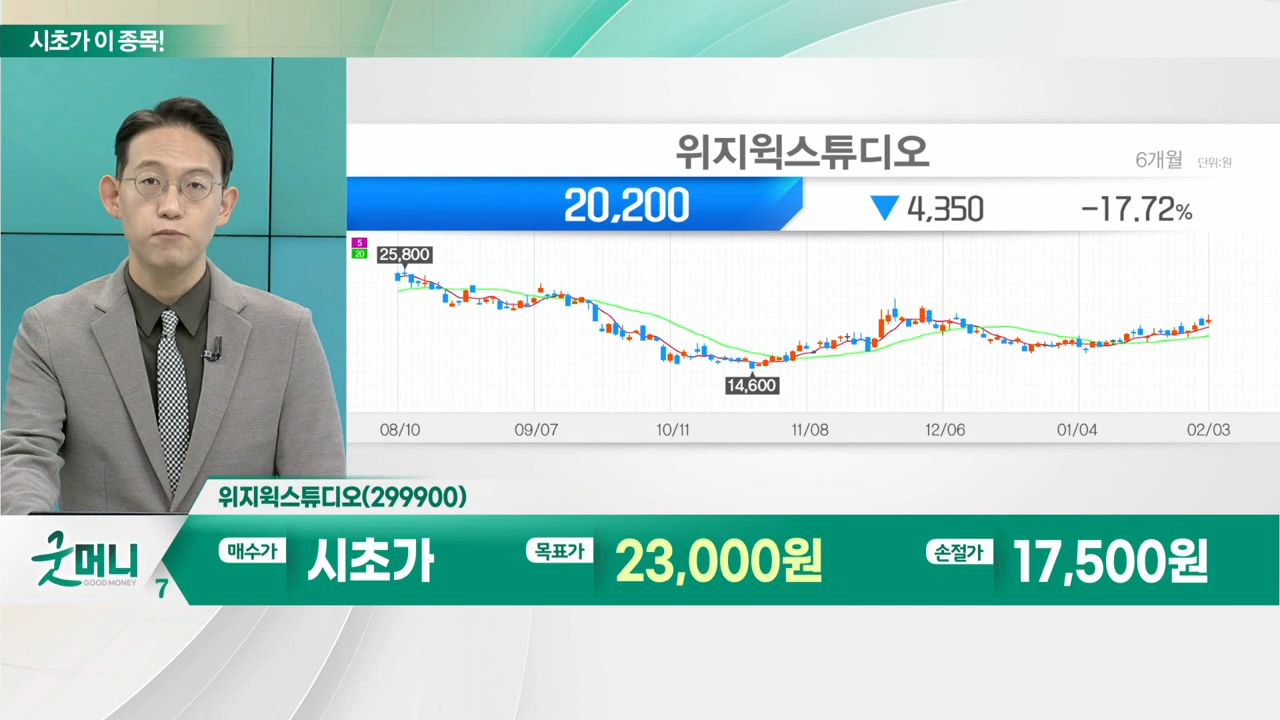 시초가 이 종목!
위지윅스튜디오
6개월 단위:원
20,200 ▼ 4,350 -17.72%
5
20
25,800
14,600
08/10 09/07 10/11 11/08 12/06 01/04 02/03
위지윅스튜디오(299900)
굿머니
GOOD MONEY
7
매수가 시초가 목표가 23,000원 손절가 17,500원